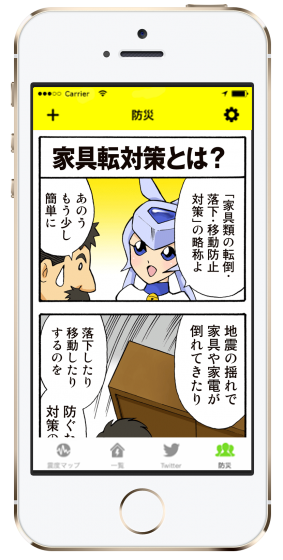 Carrier
防災
家具転対策とは？
「家具類の転倒・
落下・移動防止
対策」の略称よ
あのう
もう少し
簡単に
地震の揺れで
家具や家電が
倒れてきたり
落下したり
移動したり
するのを
防ぐた
対策の
震度マップ
一覧
Twitter
防災